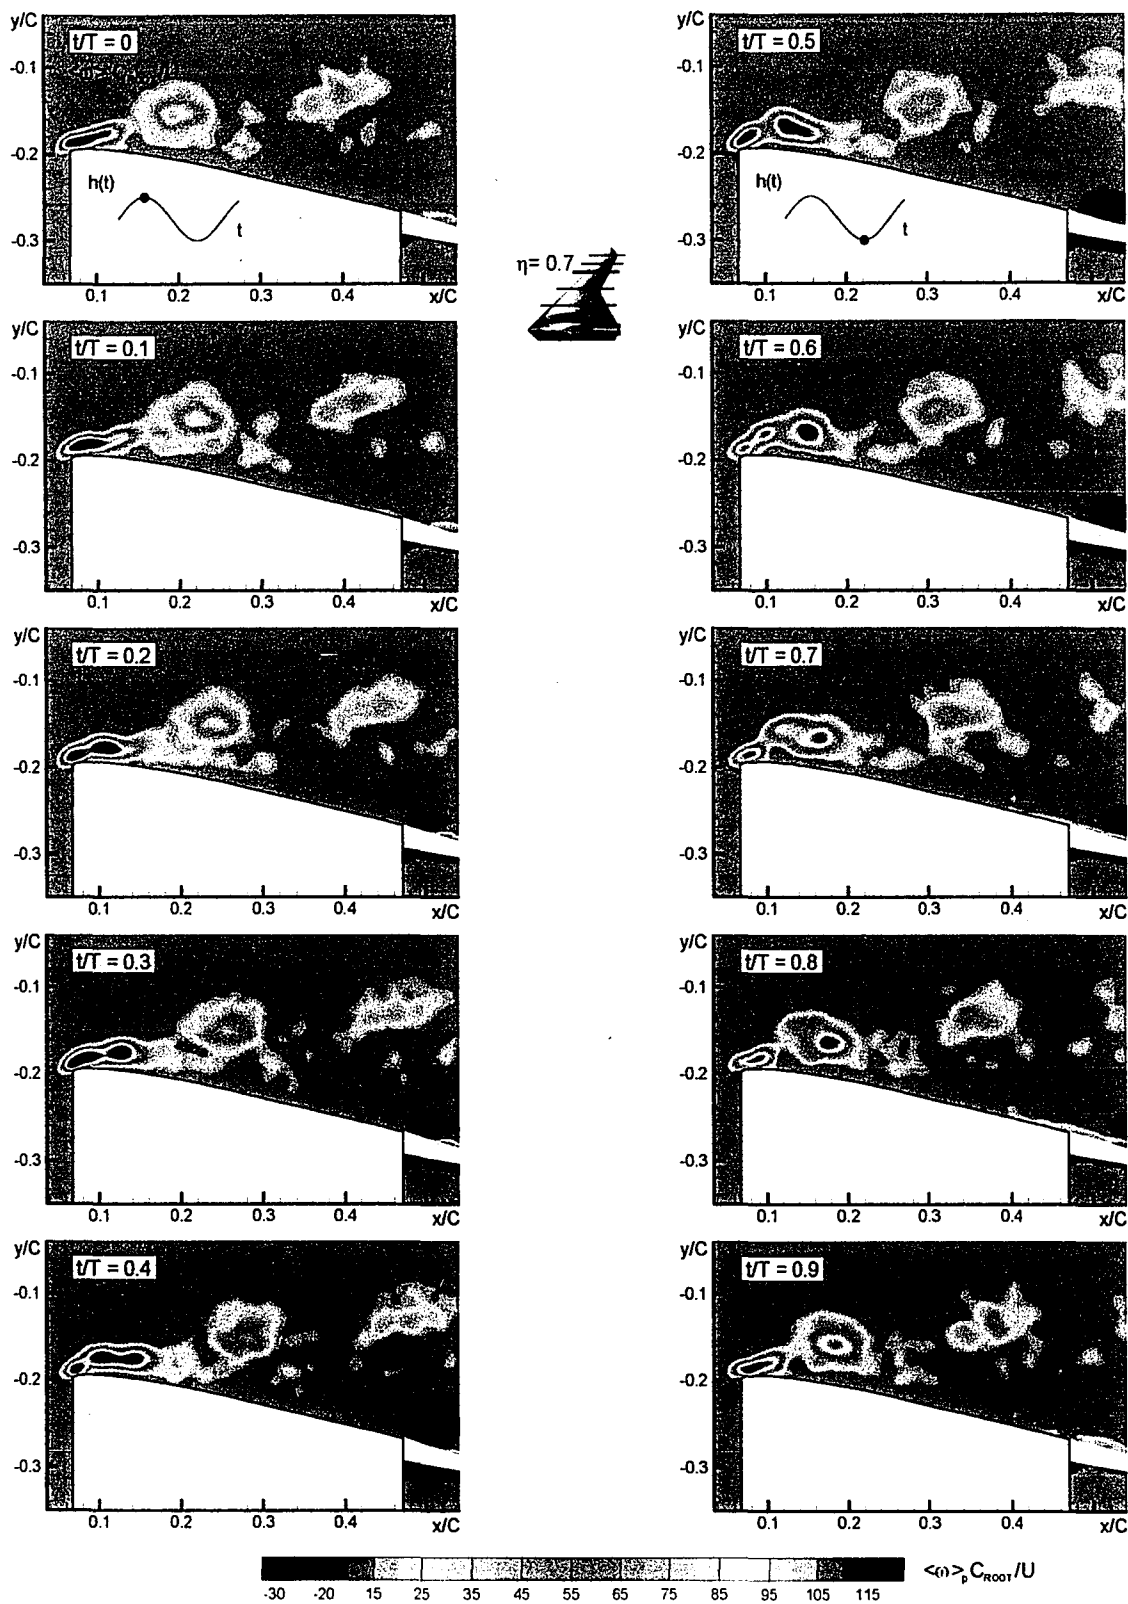 y/C
t/T = 0
-0.1
-0.2
h(t)
t
-0.3
0.1 0.2 0.3 0.4 x/C
y/C
t/T = 0.5
-0.1
-0.2
h(t)
t
-0.3
0.1 0.2 0.3 0.4 x/C
η= 0.7
y/C
t/T = 0.1
-0.1
-0.2
-0.3
0.1 0.2 0.3 0.4 x/C
y/C
t/T = 0.6
-0.1
-0.2
-0.3
0.1 0.2 0.3 0.4 x/C
y/C
t/T = 0.2
-0.1
-0.2
-0.3
0.1 0.2 0.3 0.4 x/C
y/C
t/T = 0.7
-0.1
-0.2
-0.3
0.1 0.2 0.3 0.4 x/C
y/C
t/T = 0.3
-0.1
-0.2
-0.3
0.1 0.2 0.3 0.4 x/C
y/C
t/T = 0.8
-0.1
-0.2
-0.3
0.1 0.2 0.3 0.4 x/C
y/C
t/T = 0.4
-0.1
-0.2
-0.3
0.1 0.2 0.3 0.4 x/C
y/C
t/T = 0.9
-0.1
-0.2
-0.3
0.1 0.2 0.3 0.4 x/C
-30 -20 15 25 35 45 55 65 75 85 95 105 115
<ω>p CROOT/U